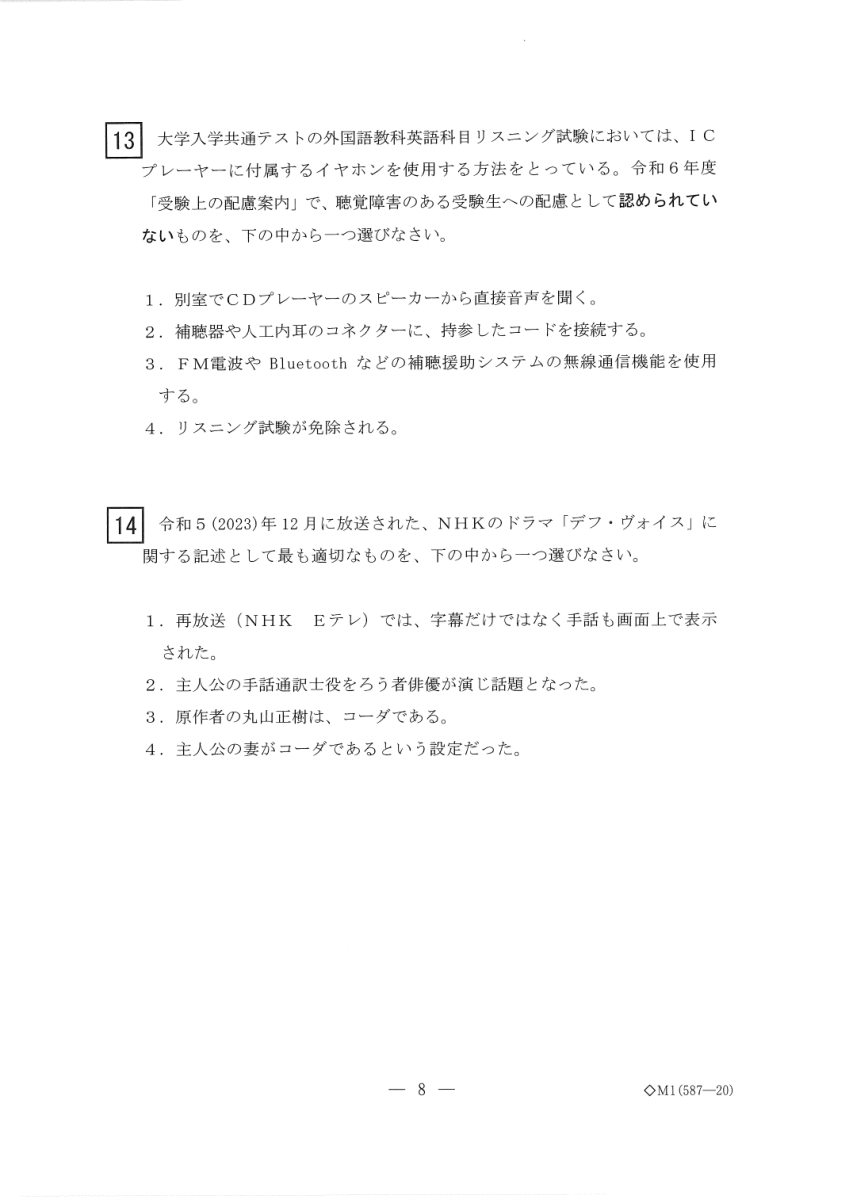 13 大学入学共通テストの外国語教科英語科目リスニング試験においては、ＩＣ
プレーヤーに付属するイヤホンを使用する方法をとっている。令和６年度
「受験上の配慮案内」で、聴覚障害のある受験生への配慮として認められてい
ないものを、下の中から一つ選びなさい。
１．別室でＣＤプレーヤーのスピーカーから直接音声を聞く。
２．補聴器や人工内耳のコネクターに、持参したコードを接続する。
３．ＦＭ電波や Bluetooth などの補聴援助システムの無線通信機能を使用
する。
４．リスニング試験が免除される。
14 令和５(2023)年 12 月に放送された、ＮＨＫのドラマ「デフ・ヴォイス」に
関する記述として最も適切なものを、下の中から一つ選びなさい。
１．再放送（ＮＨＫ　Ｅテレ）では、字幕だけではなく手話も画面上で表示
された。
２．主人公の手話通訳士役をろう者俳優が演じ話題となった。
３．原作者の丸山正樹は、コーダである。
４．主人公の妻がコーダであるという設定だった。
― 8 ―
◇M1(587―20)